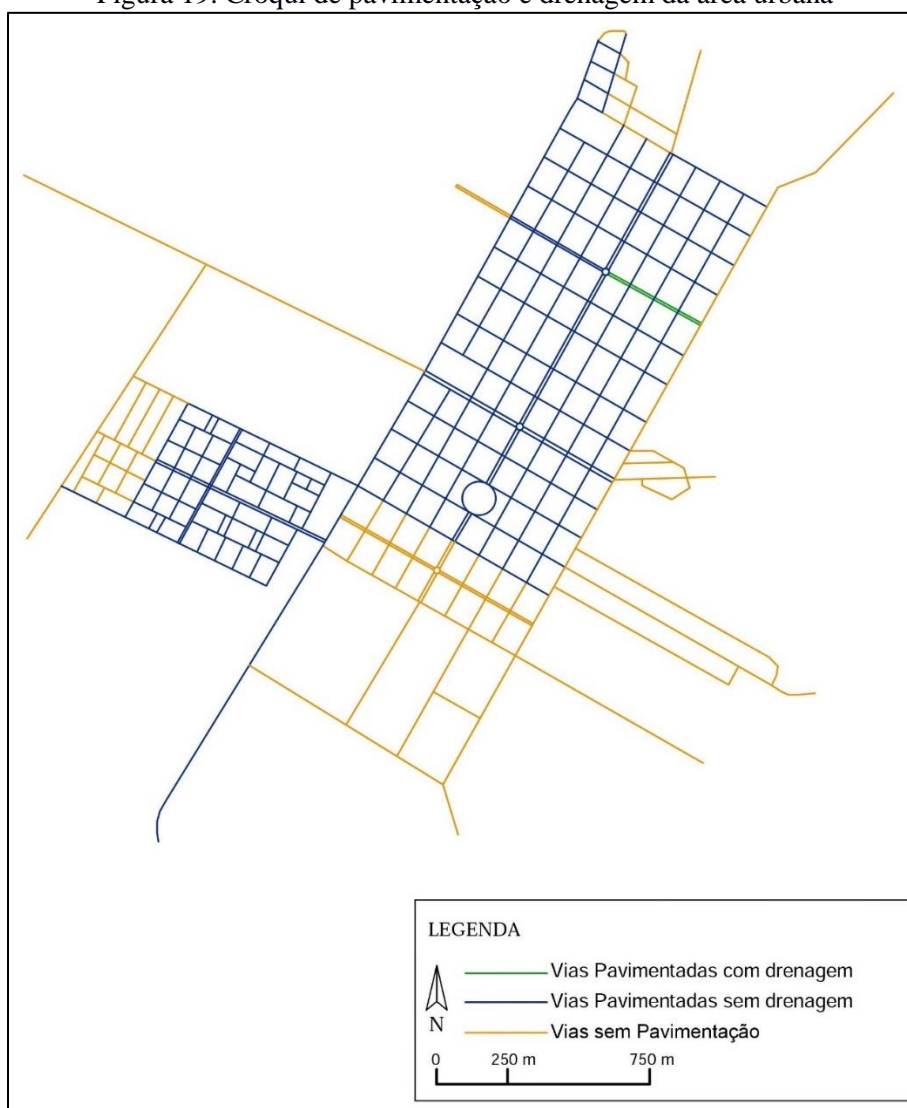 Figura 19. Croqui de pavimentação e drenagem da área urbana
LEGENDA
Vias Pavimentadas com drenagem
Vias Pavimentadas sem drenagem
N
Vias sem Pavimentação
0 250 m 750 m